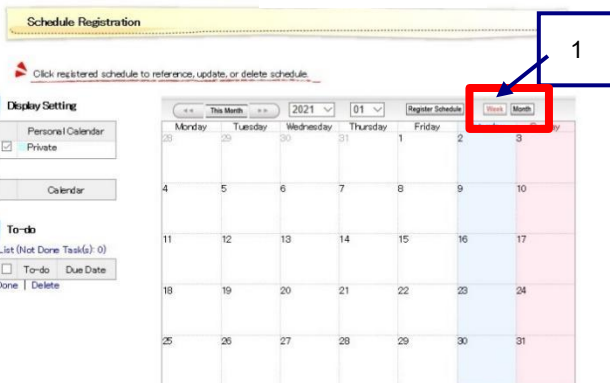 Schedule Registration
1
Click registered schedule to reference, update, or delete schedule.
Display Setting
Personal Calendar
Private
Calendar
To-do
List (Not Done Task(s): 0)
To-do Due Date
Done | Delete
<< This Month >> 2021 01 Register Schedule Week Month
Monday Tuesday Wednesday Thursday Friday
28 29 30 31 1 2 3
4 5 6 7 8 9 10
11 12 13 14 15 16 17
18 19 20 21 22 23 24
25 26 27 28 29 30 31